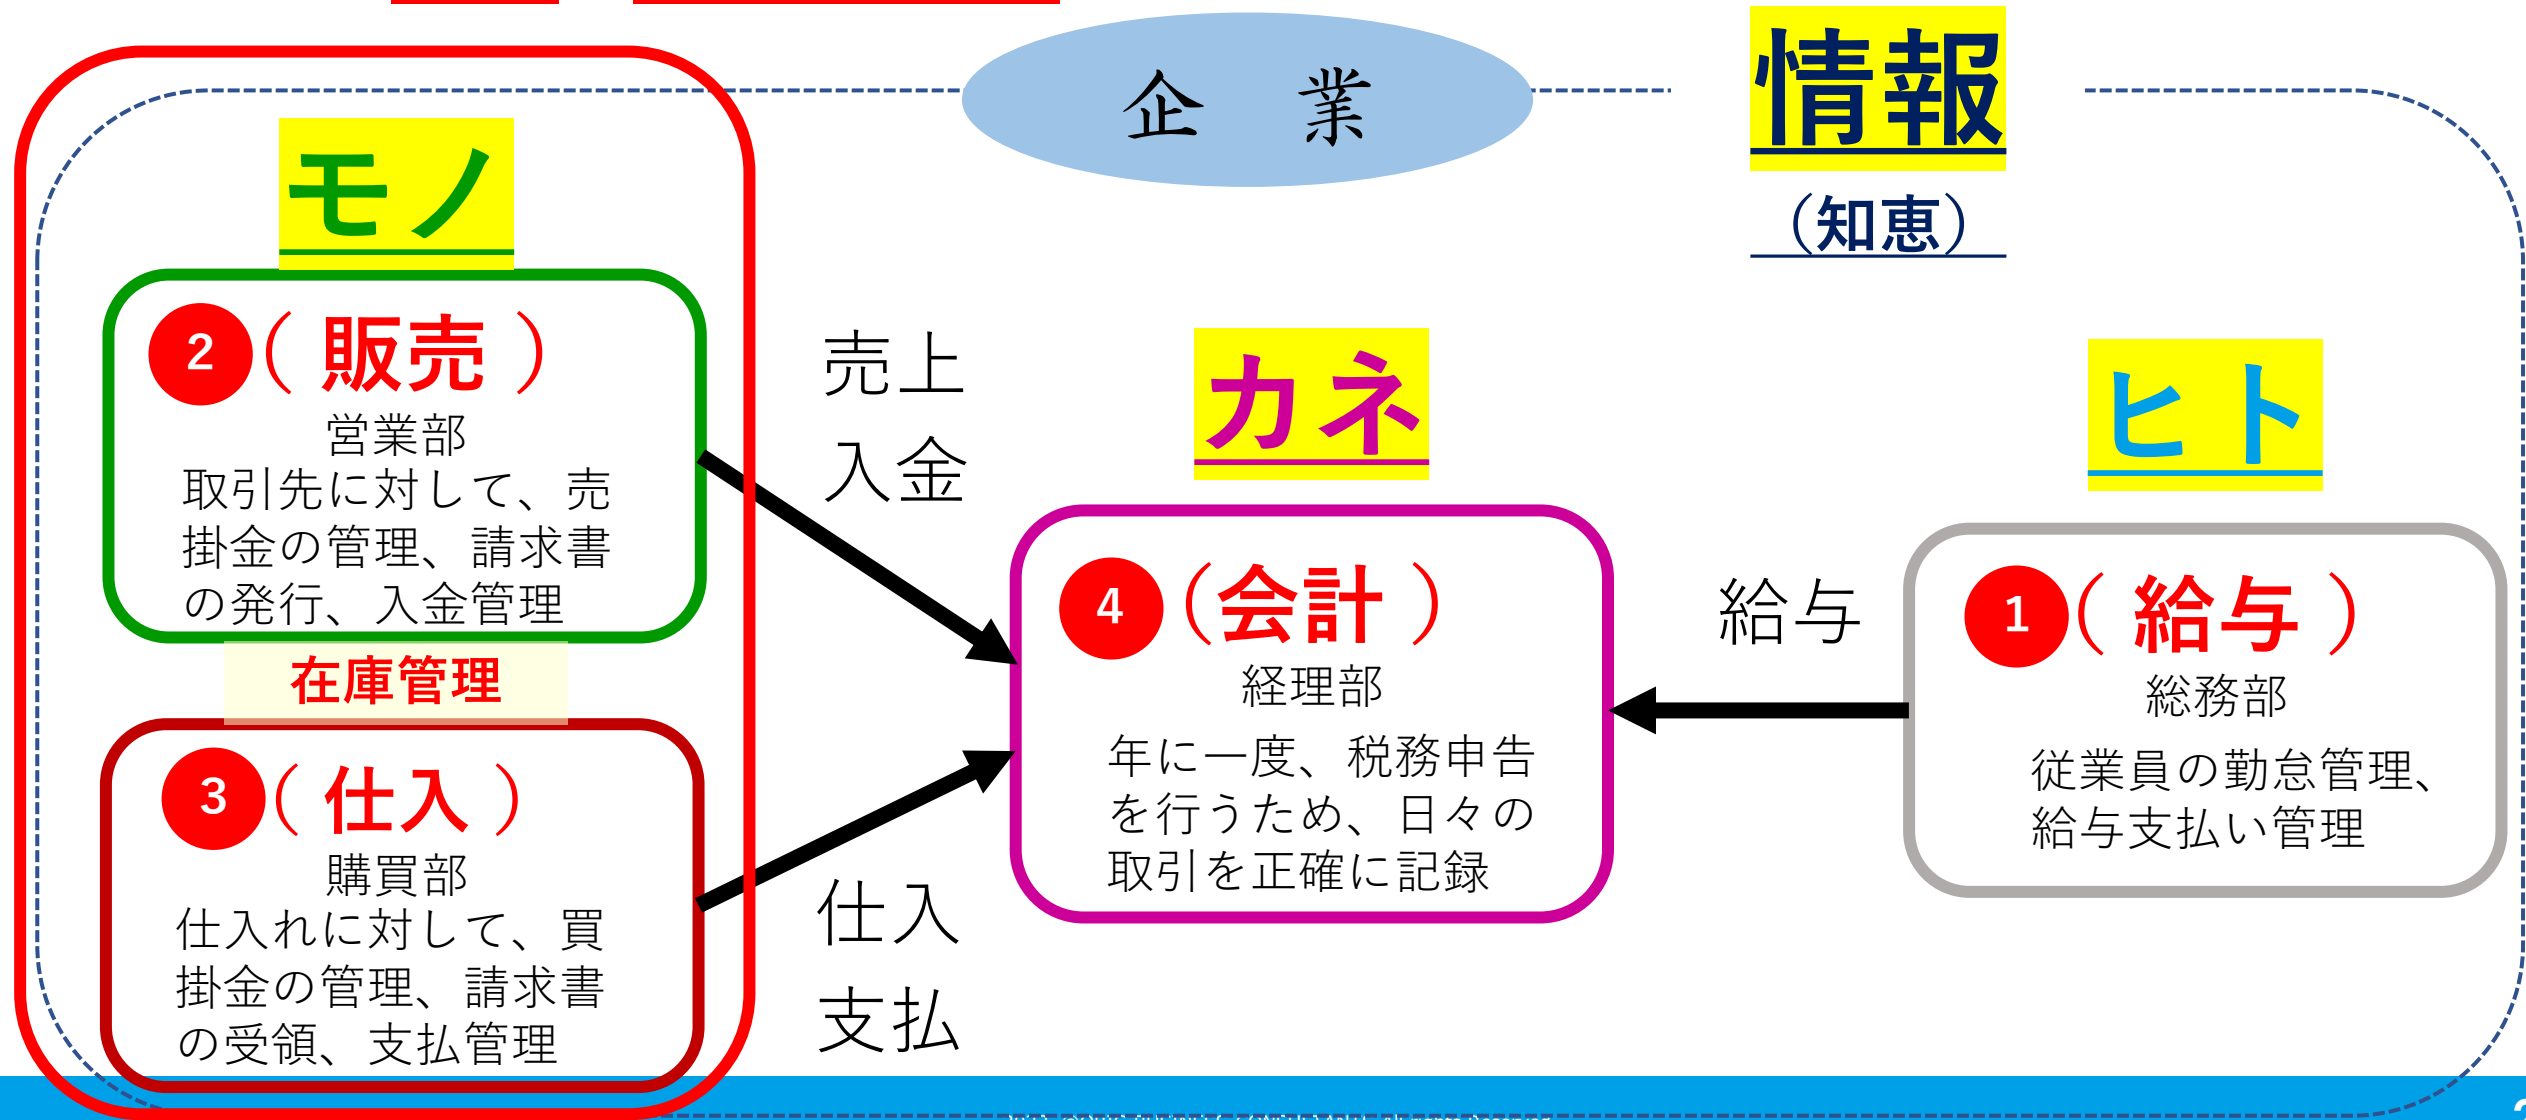 企　業
情報
（知恵）
モノ
2
（ 販売 ）
営業部
取引先に対して、売
掛金の管理、請求書
の発行、入金管理
在庫管理
3
（ 仕入 ）
購買部
仕入れに対して、買
掛金の管理、請求書
の受領、支払管理
売上
入金
仕入
支払
カネ
4
（会計 ）
経理部
年に一度、税務申告
を行うため、日々の
取引を正確に記録
給与
ヒト
1
（ 給与 ）
総務部
従業員の勤怠管理、
給与支払い管理